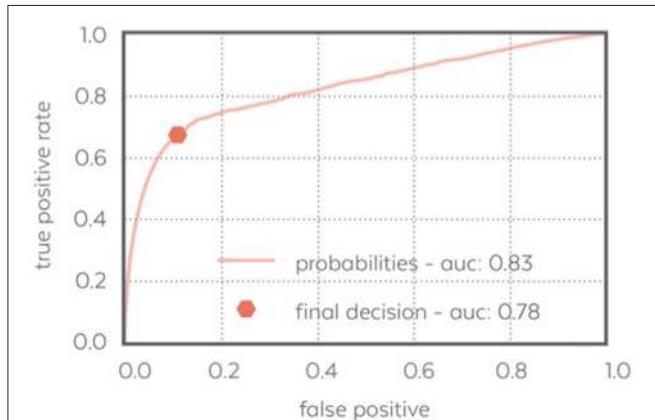 1.0
0.8
0.6
0.4
0.2
0.0
true positive rate
probabilities - auc: 0.83
final decision - auc: 0.78
0.0 0.2 0.4 0.6 0.8 1.0
false positive